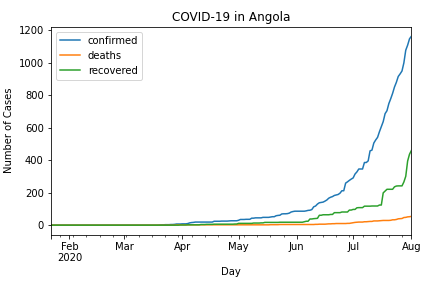 COVID-19 in Angola
confirmed
deaths
recovered
Number of Cases
1200
1000
800
600
400
200
0
Feb Mar Apr May Jun Jul Aug
2020
Day